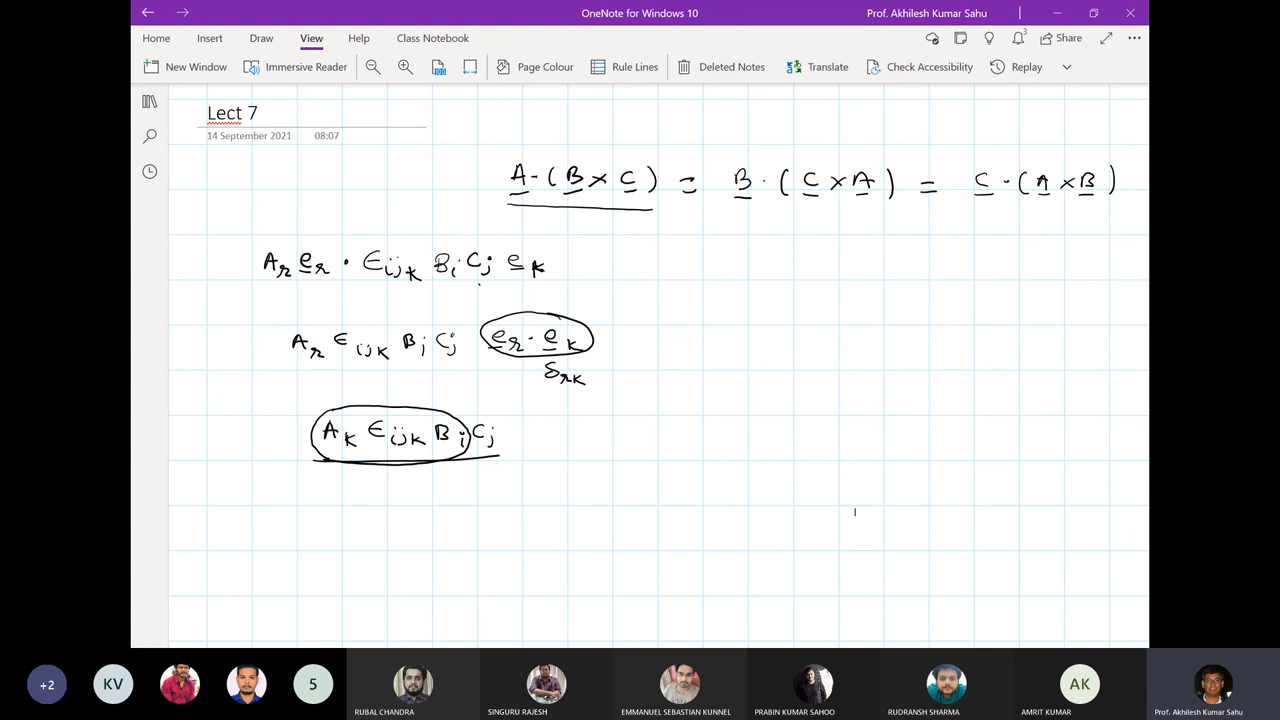 OneNote for Windows 10
Prof. Akhilesh Kumar Sahu
Home Insert Draw View Help Class Notebook
3 Share
New Window Immersive Reader Page Colour Rule Lines Deleted Notes Translate Check Accessibility Replay
Lect 7
14 September 2021 08:07
A · (B × C) = B · (C × A) = C · (A × B)
A_r e_r · ϵ_ijk B_i C_j e_k
A_r ϵ_ijk B_i C_j e_r · e_k
δ_rk
A_k ϵ_ijk B_i C_j
+2 KV 5 AK
RUBAL CHANDRA SINGURU RAJESH EMMANUEL SEBASTIAN KUNNEL PRABIN KUMAR SAHOO RUDRANSH SHARMA AMRIT KUMAR Prof. Akhilesh Kumar Sahu